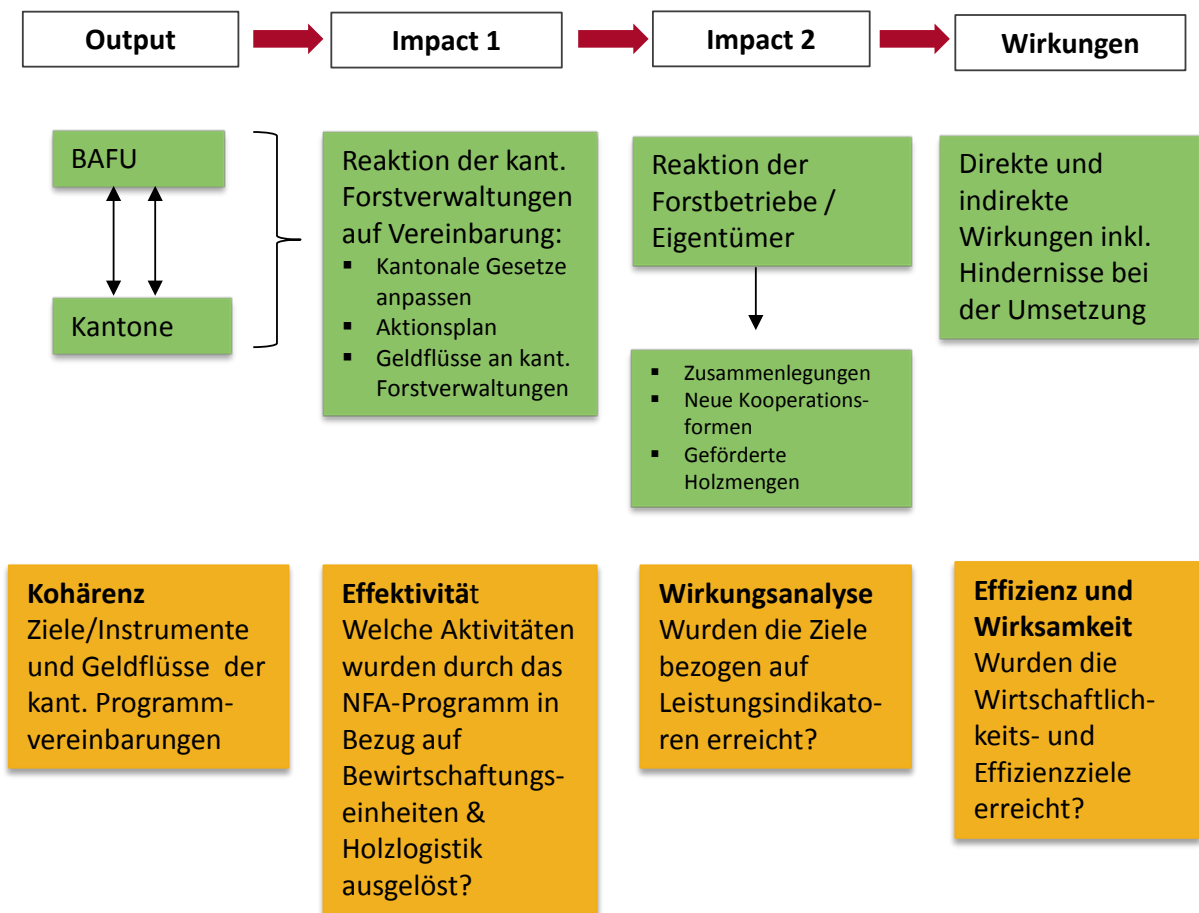 Output
Impact 1
Impact 2
Wirkungen
BAFU
Kantone
Reaktion der kant.
Forstverwaltungen
auf Vereinbarung:
▪ Kantonale Gesetze
anpassen
▪ Aktionsplan
▪ Geldflüsse an kant.
Forstverwaltungen
Reaktion der
Forstbetriebe /
Eigentümer
▪ Zusammenlegungen
▪ Neue Kooperations-
formen
▪ Geförderte
Holzmengen
Direkte und
indirekte
Wirkungen inkl.
Hindernisse bei
der Umsetzung
Kohärenz
Ziele/Instrumente
und Geldflüsse der
kant. Programm-
vereinbarungen
Effektivität
Welche Aktivitäten
wurden durch das
NFA-Programm in
Bezug auf
Bewirtschaftungs-
einheiten &
Holzlogistik
ausgelöst?
Wirkungsanalyse
Wurden die Ziele
bezogen auf
Leistungsindikato-
ren erreicht?
Effizienz und
Wirksamkeit
Wurden die
Wirtschaftlich-
keits- und
Effizienzziele
erreicht?